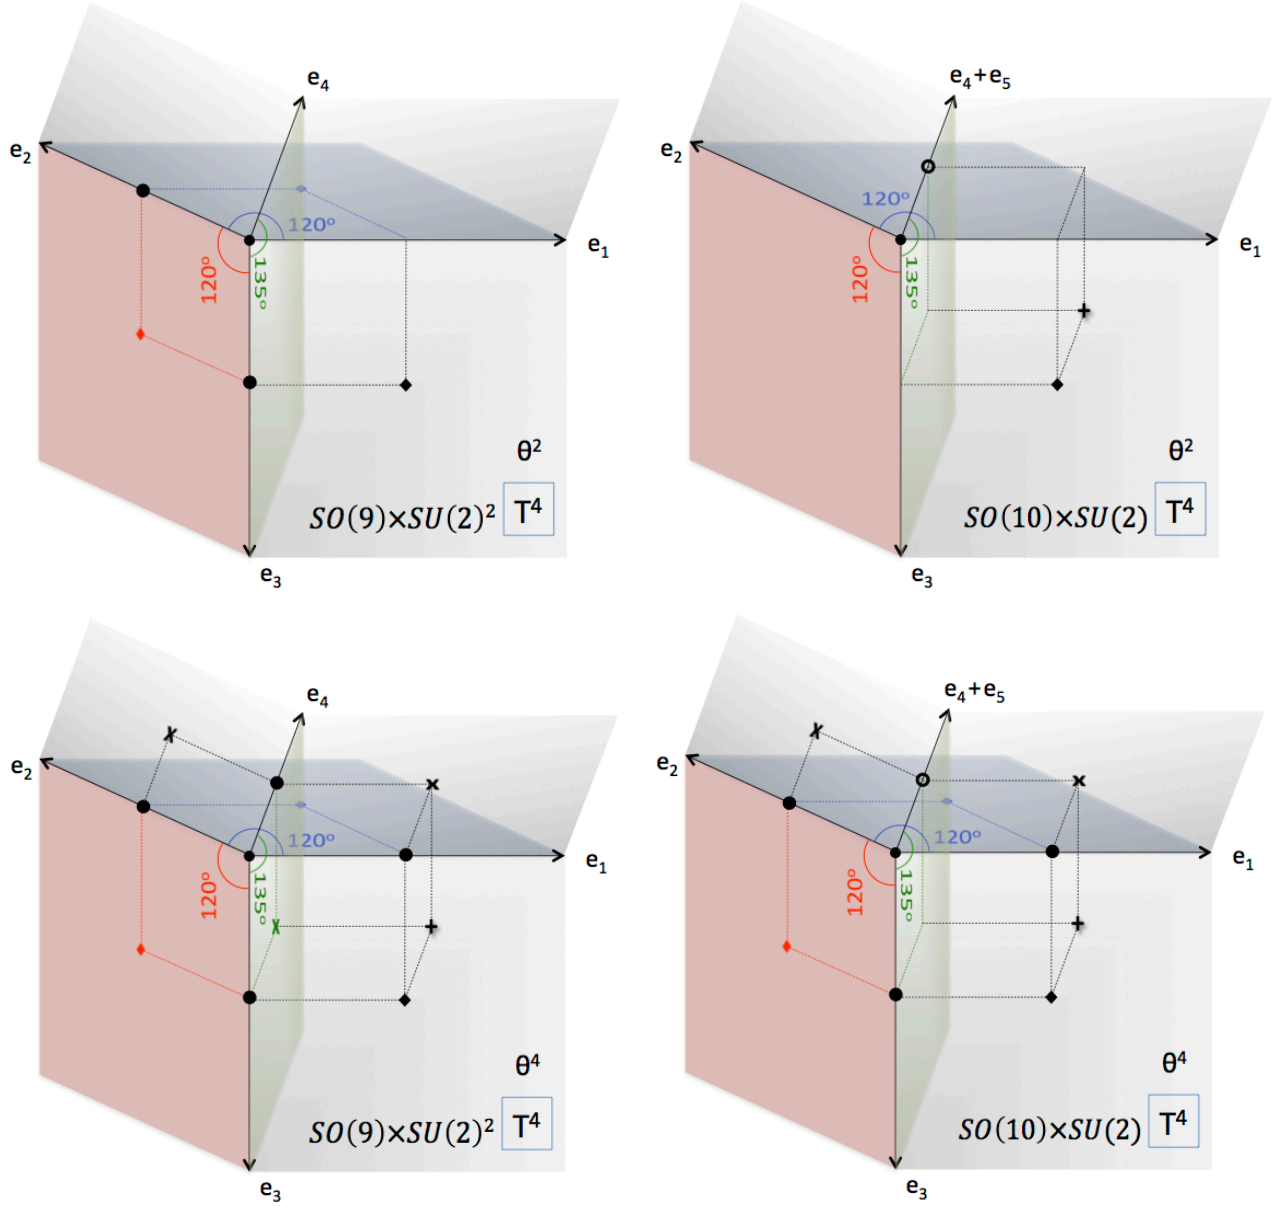 e₄
e₂
120°
e₁
120°
135°
θ²
SO(9)×SU(2)² T⁴
e₃
e₄+e₅
e₂
120°
e₁
120°
135°
θ²
SO(10)×SU(2) T⁴
e₃
e₄
e₂
120°
e₁
120°
135°
θ⁴
SO(9)×SU(2)² T⁴
e₃
e₄+e₅
e₂
120°
e₁
120°
135°
θ⁴
SO(10)×SU(2) T⁴
e₃